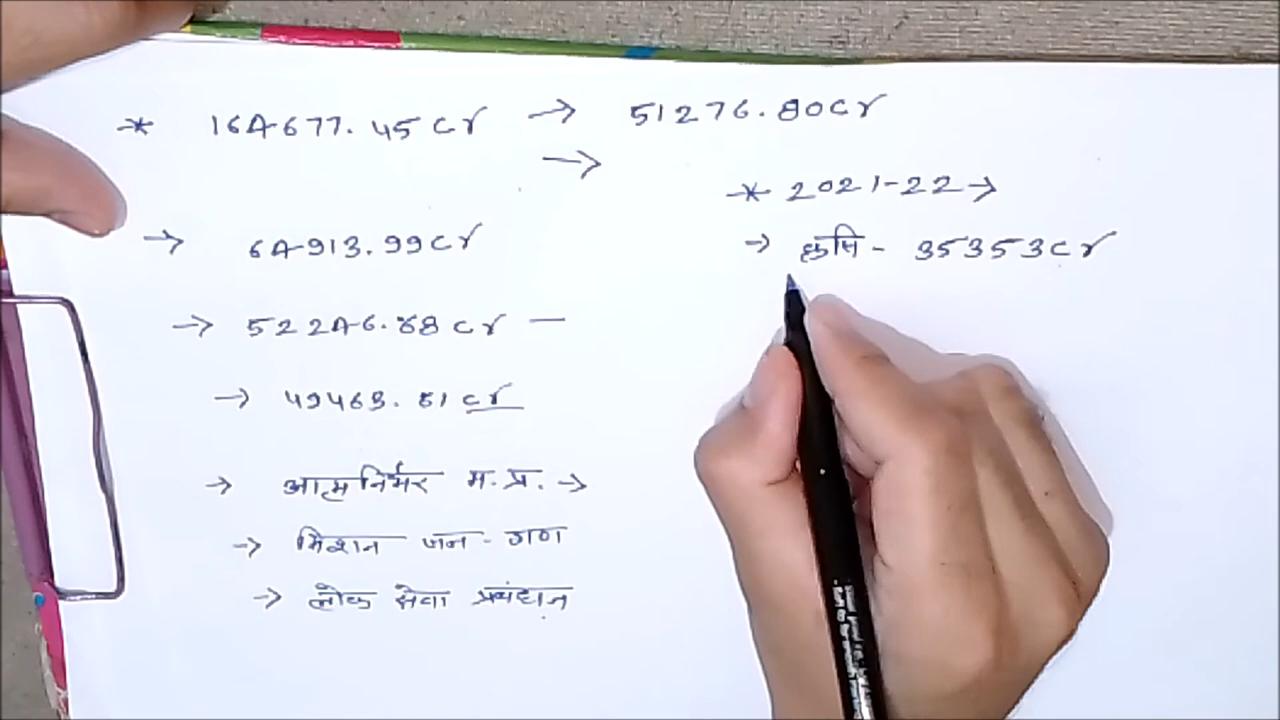 * 164677.45 Cr → 51276.80 Cr
→
→ 64913.99 Cr
→ 52246.88 Cr —
→ 49463.61 Cr
→ आत्मनिर्भर म.प्र. →
→ मिशन जन-गण
→ लोक सेवा प्रबंधन
* 2021-22 →
→ कृषि - 35353 Cr